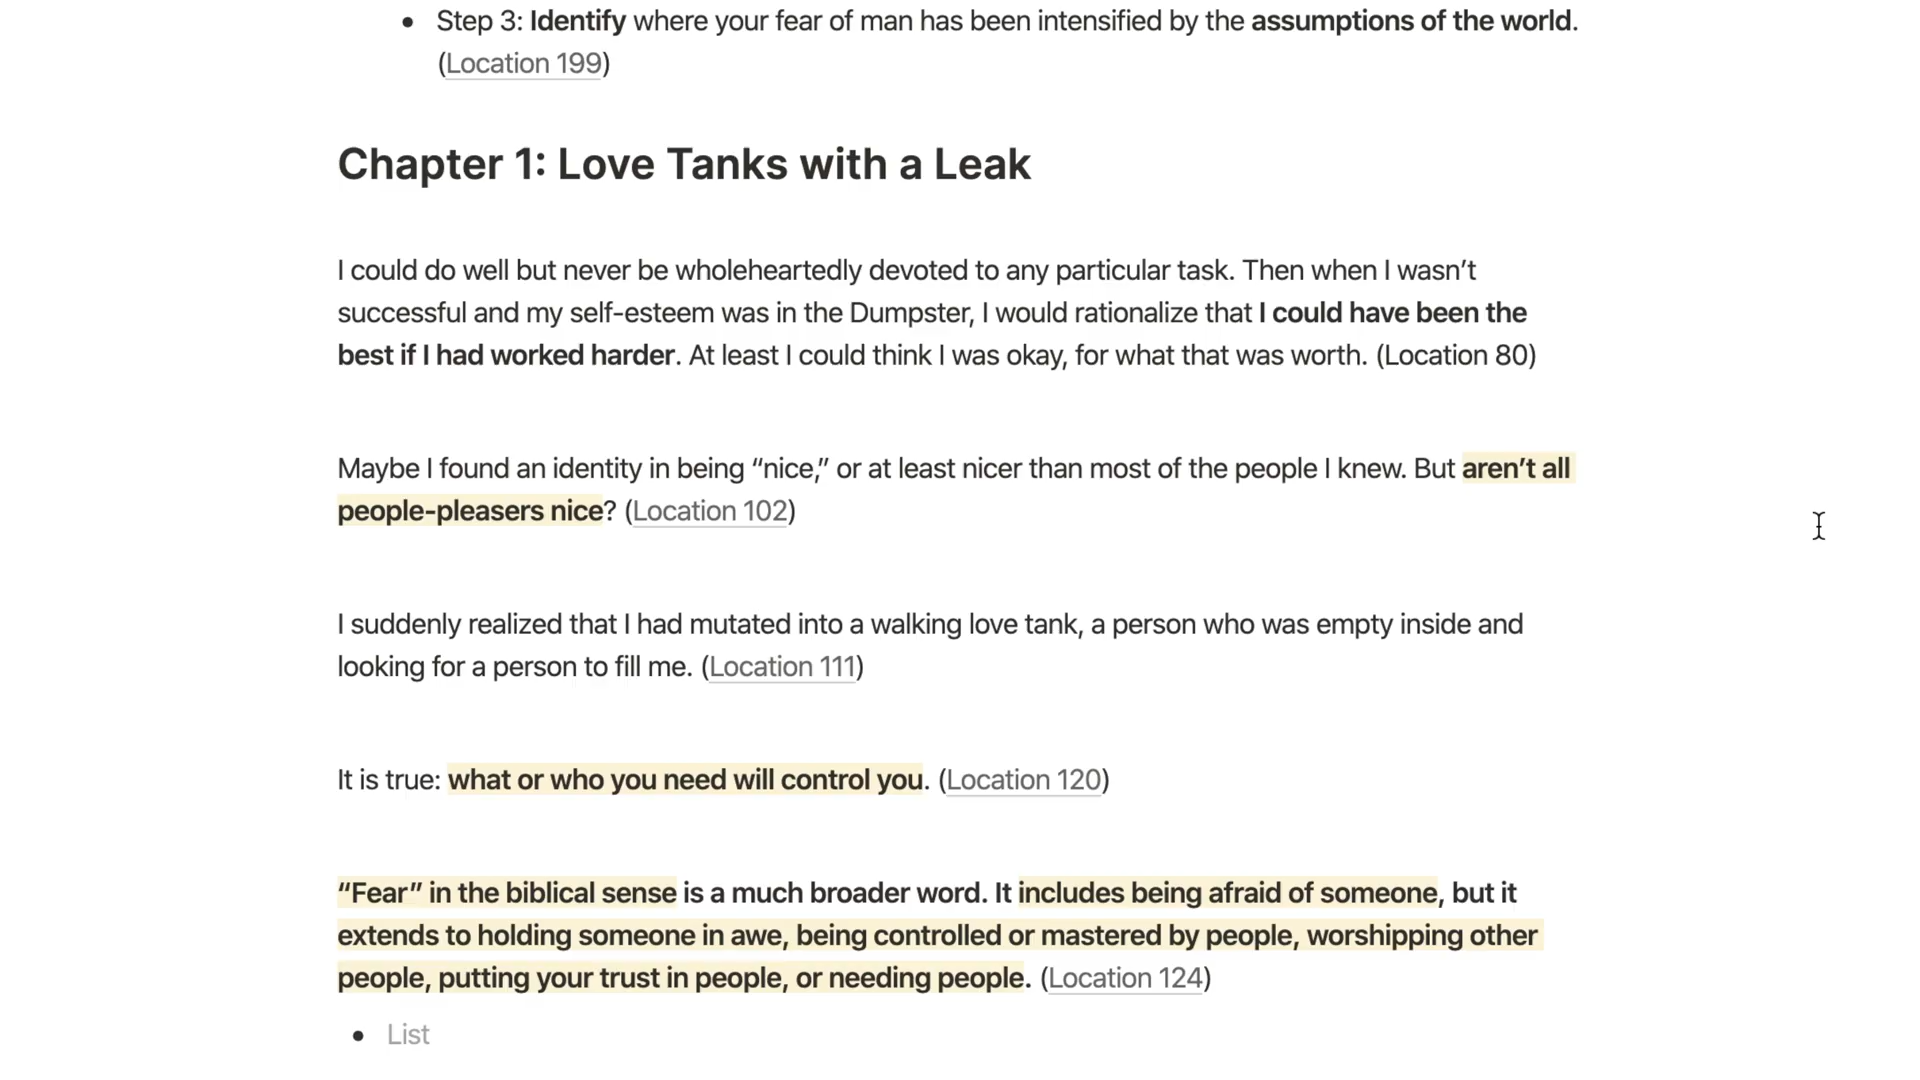 • Step 3: Identify where your fear of man has been intensified by the assumptions of the world.
(Location 199)
Chapter 1: Love Tanks with a Leak
I could do well but never be wholeheartedly devoted to any particular task. Then when I wasn’t
successful and my self-esteem was in the Dumpster, I would rationalize that I could have been the
best if I had worked harder. At least I could think I was okay, for what that was worth. (Location 80)
Maybe I found an identity in being “nice,” or at least nicer than most of the people I knew. But aren’t all
people-pleasers nice? (Location 102)
I suddenly realized that I had mutated into a walking love tank, a person who was empty inside and
looking for a person to fill me. (Location 111)
It is true: what or who you need will control you. (Location 120)
“Fear” in the biblical sense is a much broader word. It includes being afraid of someone, but it
extends to holding someone in awe, being controlled or mastered by people, worshipping other
people, putting your trust in people, or needing people. (Location 124)
• List